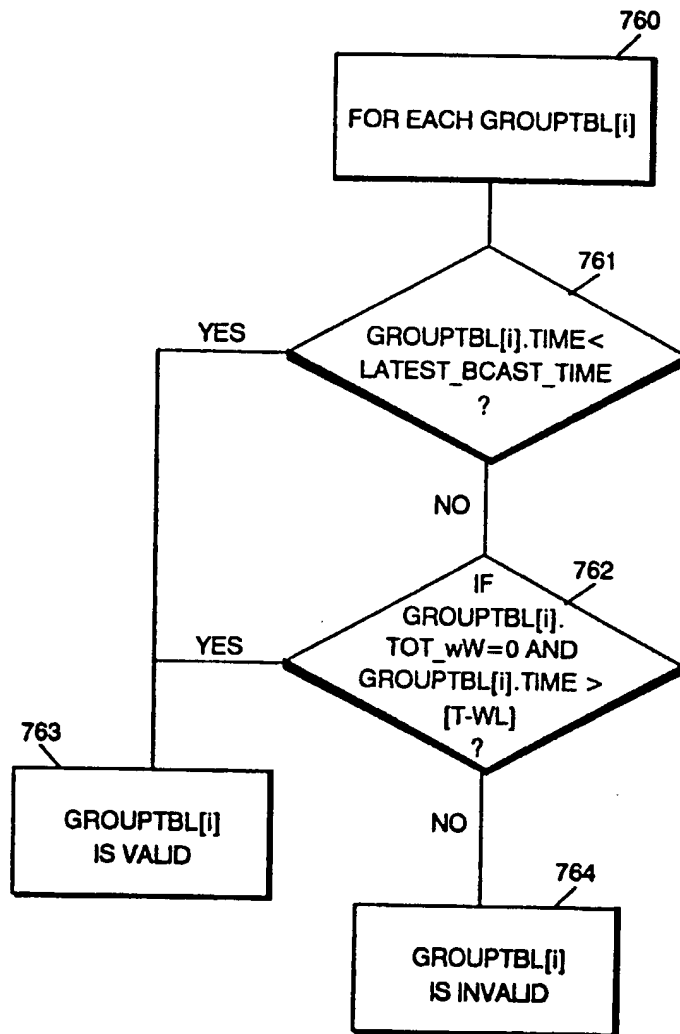 760
FOR EACH GROUPTBL[i]
761
YES
GROUPTBL[i].TIME<
LATEST_BCAST_TIME
?
NO
762
IF
GROUPTBL[i].
TOT_wW=0 AND
GROUPTBL[i].TIME >
[T-WL]
?
YES
763
GROUPTBL[i]
IS VALID
NO
764
GROUPTBL[i]
IS INVALID